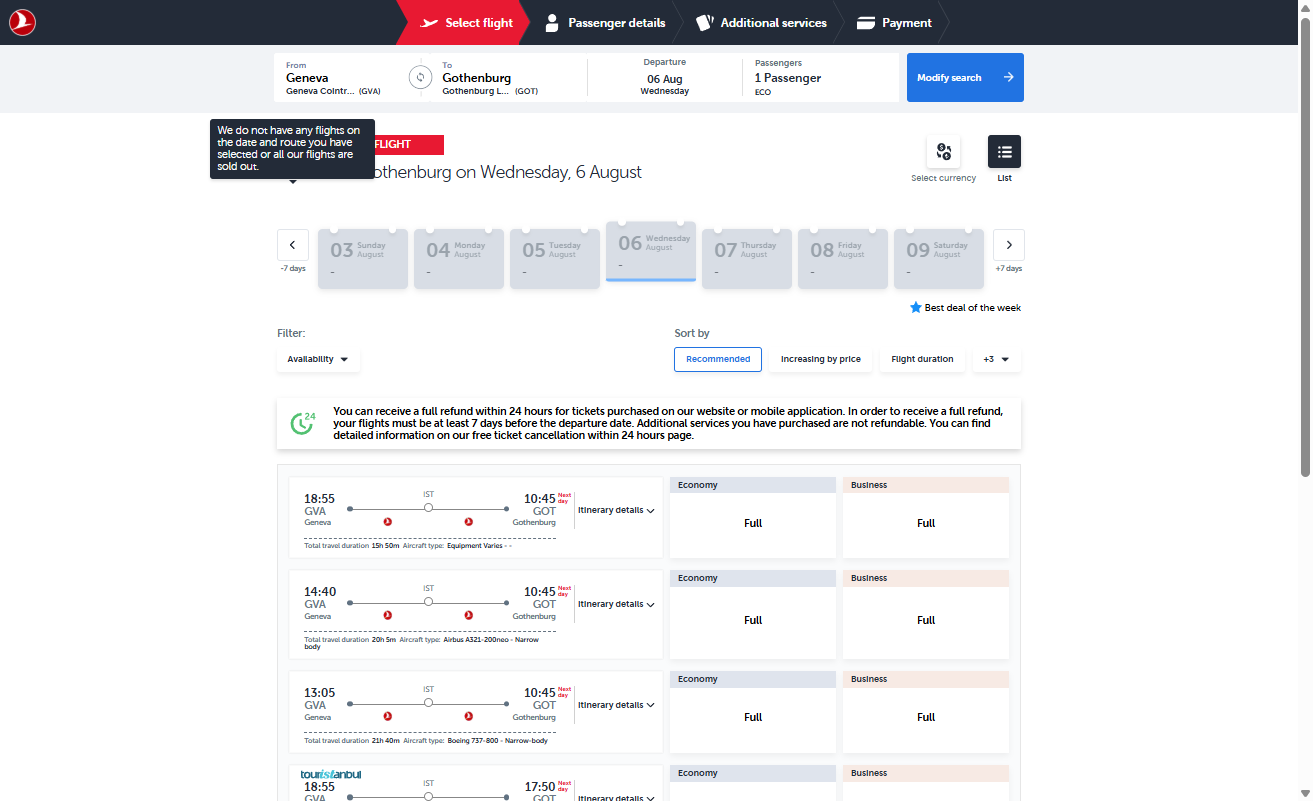 Select flight
Passenger details
Additional services
Payment
From
Geneva
Geneva Cointr... (GVA)
To
Gothenburg
Gothenburg L... (GOT)
Departure
06 Aug
Wednesday
Passengers
1 Passenger
ECO
Modify search
We do not have any flights on
the date and route you have
selected or all our flights are
sold out.
FLIGHT
othenburg on Wednesday, 6 August
Select currency
List
-7 days
03 Sunday August
-
04 Monday August
-
05 Tuesday August
-
06 Wednesday August
-
07 Thursday August
-
08 Friday August
-
09 Saturday August
-
+7 days
Best deal of the week
Filter:
Sort by
Availability
Recommended
Increasing by price
Flight duration
+3
24
You can receive a full refund within 24 hours for tickets purchased on our website or mobile application. In order to receive a full refund,
your flights must be at least 7 days before the departure date. Additional services you have purchased are not refundable. You can find
detailed information on our free ticket cancellation within 24 hours page.
18:55
GVA
Geneva
IST
10:45 Next day
GOT
Gothenburg
Itinerary details
Total travel duration 15h 50m Aircraft type: Equipment Varies - -
Economy
Full
Business
Full
14:40
GVA
Geneva
IST
10:45 Next day
GOT
Gothenburg
Itinerary details
Total travel duration 20h 5m Aircraft type: Airbus A321-200neo - Narrow
body
Economy
Full
Business
Full
13:05
GVA
Geneva
IST
10:45 Next day
GOT
Gothenburg
Itinerary details
Total travel duration 21h 40m Aircraft type: Boeing 737-800 - Narrow-body
Economy
Full
Business
Full
touristanbul
18:55
GVA
IST
17:50 Next day
GOT
Itinerary details
Economy
Business